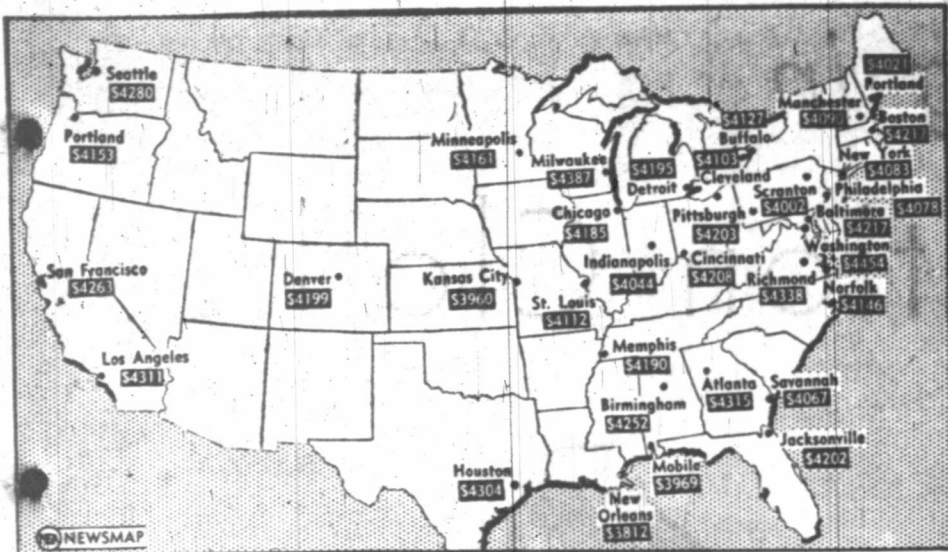 Seattle
$4280
Portland
$4153
San Francisco
$4263
Los Angeles
$4311
Denver
$4199
Minneapolis
$4161
Milwaukee
$4387
Chicago
$4185
Kansas City
$3960
St. Louis
$4112
Houston
$4304
$4195
Detroit
Indianapolis
$4044
$4127
Buffalo
$4103
Cleveland
Pittsburgh
$4203
Cincinnati
$4208
Scranton
$4002
Manchester
$4092
$4021
Portland
Boston
$4217
New York
$4083
Philadelphia
$4078
Baltimore
$4217
Washington
$4454
Richmond
$4338
Norfolk
$4146
Memphis
$4190
Birmingham
$4252
Atlanta
$4315
Savannah
$4067
Jacksonville
$4202
Mobile
$3969
New
Orleans
$3812
NEA NEWSMAP